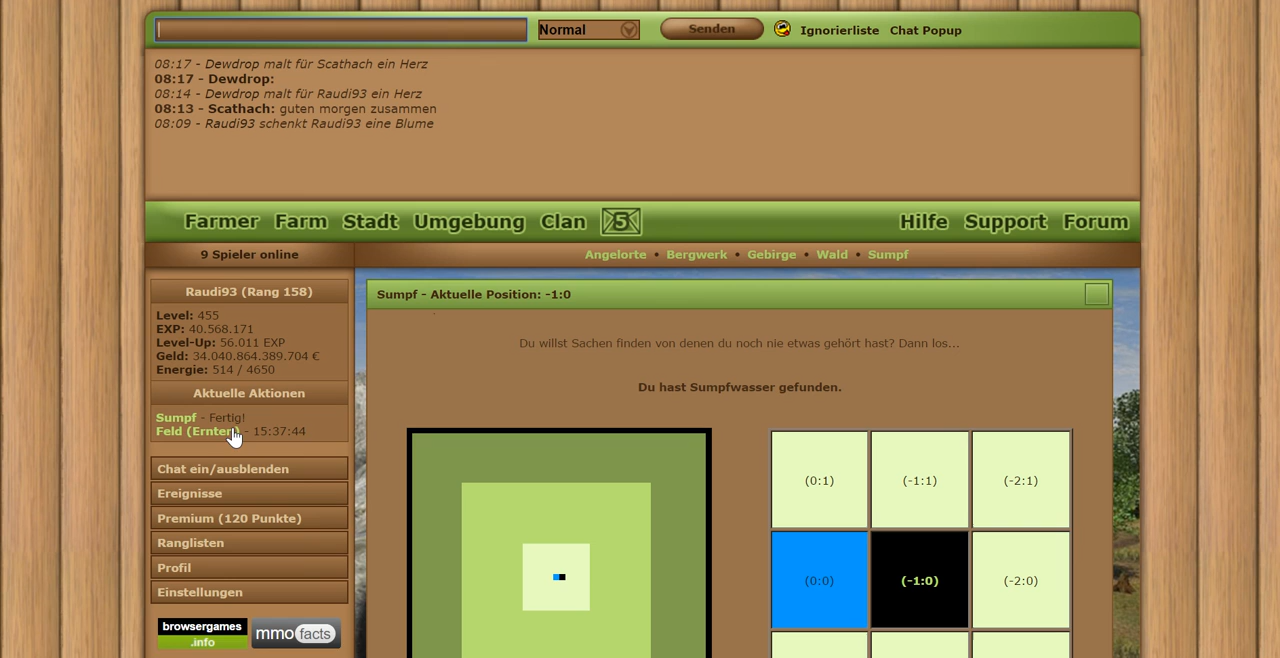 Normal
Senden
Ignorierliste
Chat Popup
08:17 - Dewdrop malt für Scathach ein Herz
08:17 - Dewdrop:
08:14 - Dewdrop malt für Raudi93 ein Herz
08:13 - Scathach: guten morgen zusammen
08:09 - Raudi93 schenkt Raudi93 eine Blume
Farmer Farm Stadt Umgebung Clan 5 Hilfe Support Forum
9 Spieler online
Angelorte • Bergwerk • Gebirge • Wald • Sumpf
Raudi93 (Rang 158)
Level: 455
EXP: 40.568.171
Level-Up: 56.011 EXP
Geld: 34.040.864.389.704 €
Energie: 514 / 4650
Aktuelle Aktionen
Sumpf - Fertig!
Feld (Ernten) - 15:37:44
Chat ein/ausblenden
Ereignisse
Premium (120 Punkte)
Ranglisten
Profil
Einstellungen
browsergames
.info
mmofacts
Sumpf - Aktuelle Position: -1:0
Du willst Sachen finden von denen du noch nie etwas gehört hast? Dann los...
Du hast Sumpfwasser gefunden.
(0:1) (-1:1) (-2:1)
(0:0) (-1:0) (-2:0)